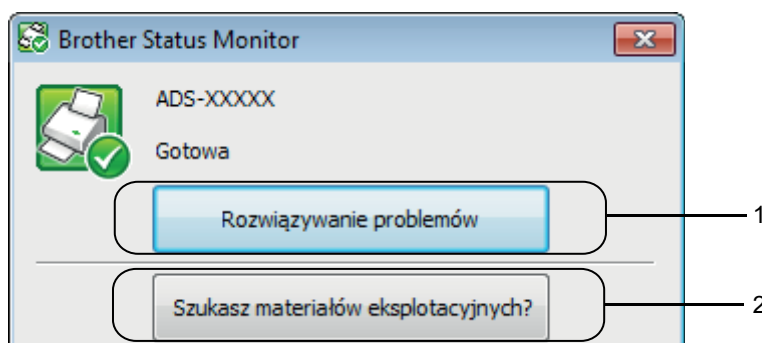 Brother Status Monitor
ADS-XXXXX
Gotowa
Rozwiązywanie problemów
1
Szukasz materiałów eksplotacyjnych?
2